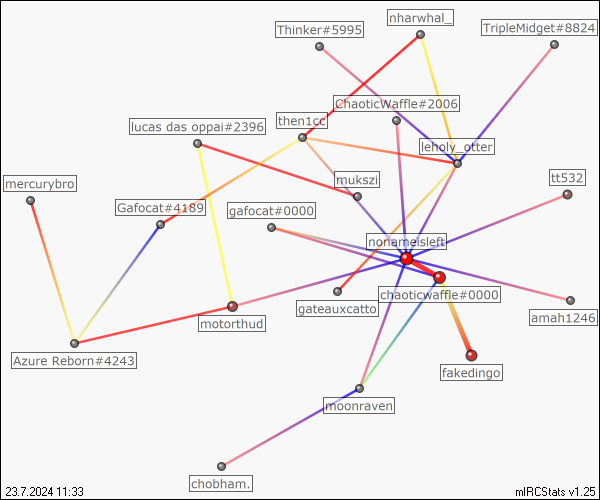 nharwhal_
Thinker#5995
TripleMidget#8824
ChaoticWaffle#2006
then1cc
lucas das oppai#2396
leholy_otter
mukszi
tt532
mercurybro
Gafocat#4189
gafocat#0000
nonameisleft
chaoticwaffle#0000
gateauxcatto
amah1246
motorthud
Azure Reborn#4243
fakedingo
moonraven
chobham.
23.7.2024 11:33
mIRCStats v1.25